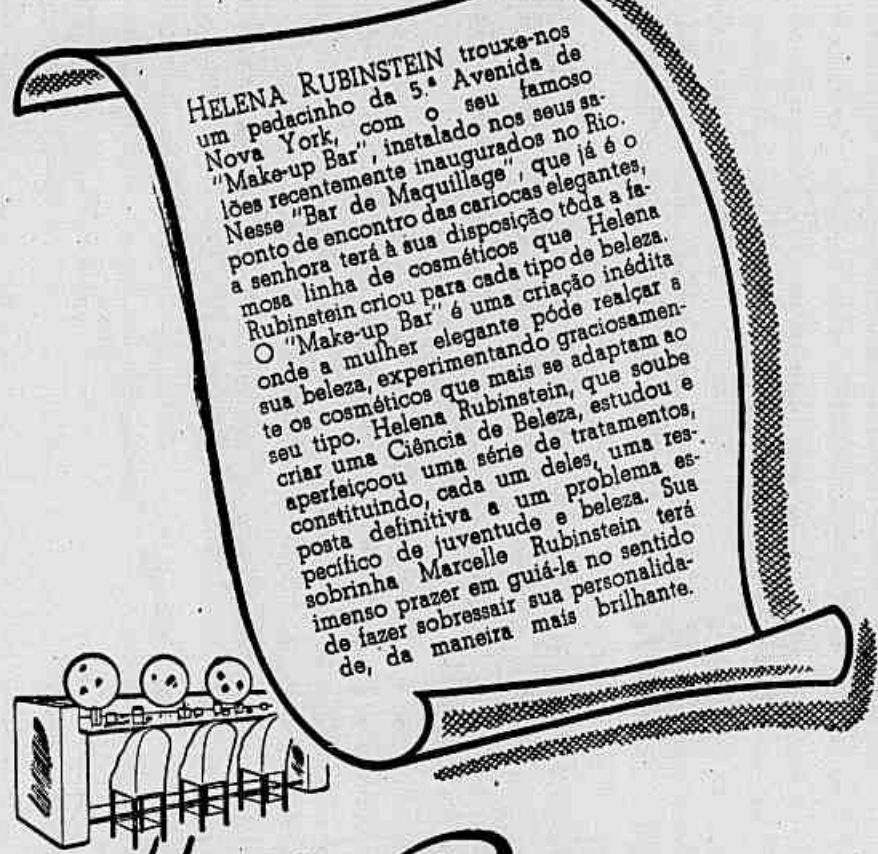 HELENA RUBINSTEIN trouxe-nos
um pedacinho da 5.ª Avenida de
Nova York, com o seu famoso
"Make-up Bar", instalado nos seus sa-
lões recentemente inaugurados no Rio.
Nesse "Bar de Maquillage", que já é o
ponto de encontro das cariocas elegantes,
a senhora terá à sua disposição tôda a fa-
mosa linha de cosméticos que Helena
Rubinstein criou para cada tipo de beleza.
O "Make-up Bar" é uma criação inédita
onde a mulher elegante póde realçar a
sua beleza, experimentando graciosamen-
te os cosméticos que mais se adaptam ao
seu tipo. Helena Rubinstein, que soube
criar uma Ciência de Beleza, estudou e
aperfeiçoou uma série de tratamentos,
constituindo, cada um deles, uma res-
posta definitiva a um problema es-
pecífico de juventude e beleza. Sua
sobrinha Marcelle Rubinstein terá
imenso prazer em guiá-la no sentido
de fazer sobressair sua personalida-
de, da maneira mais brilhante.